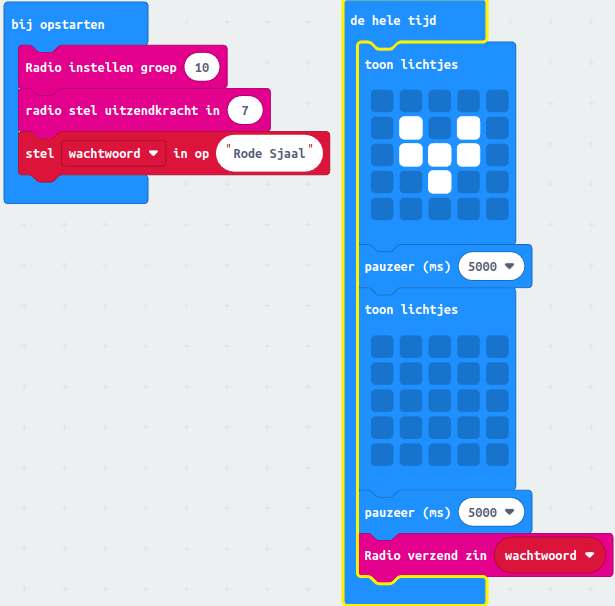 bij opstarten
Radio instellen groep 10
radio stel uitzendkracht in 7
stel wachtwoord in op "Rode Sjaal"
de hele tijd
toon lichtjes
pauzeer (ms) 5000
toon lichtjes
pauzeer (ms) 5000
Radio verzend zin wachtwoord